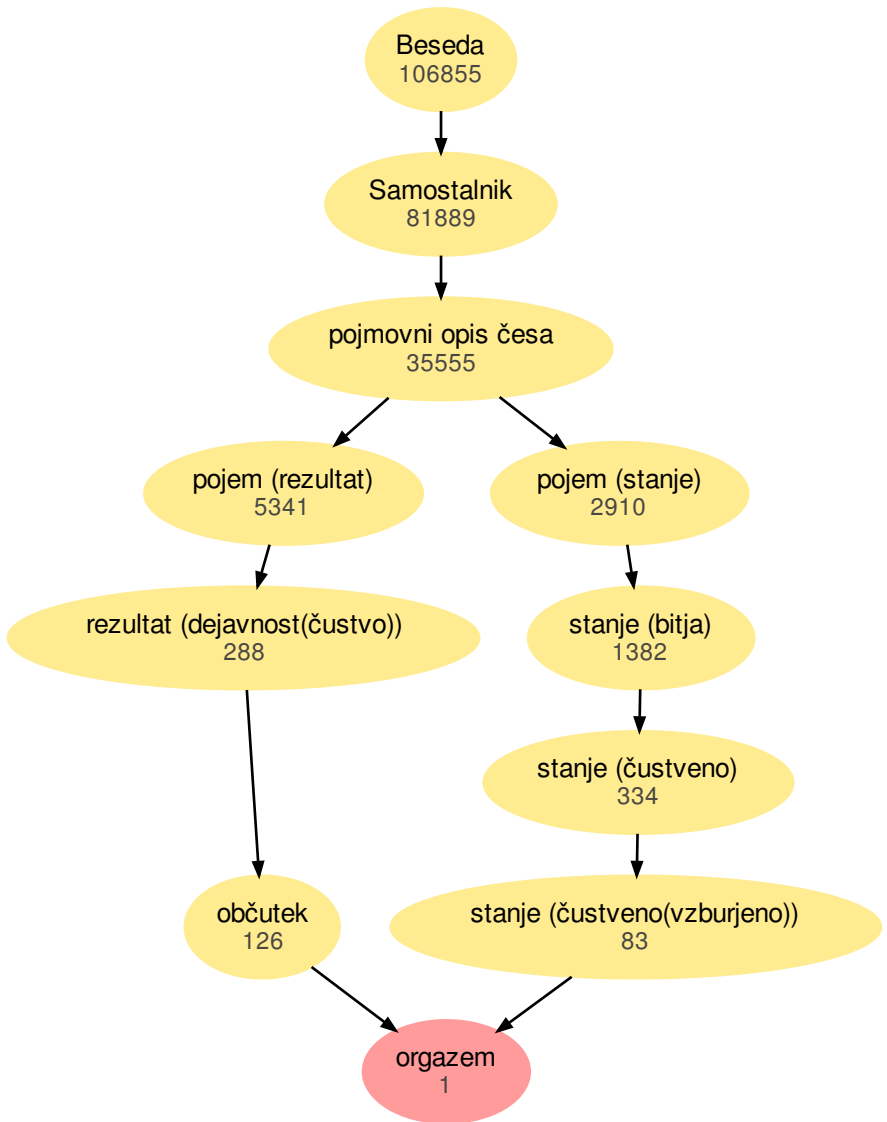 Beseda
106855
Samostalnik
81889
pojmovni opis česa
35555
pojem (rezultat)
5341
pojem (stanje)
2910
rezultat (dejavnost(čustvo))
288
stanje (bitja)
1382
stanje (čustveno)
334
občutek
126
stanje (čustveno(vzburjeno))
83
orgazem
1